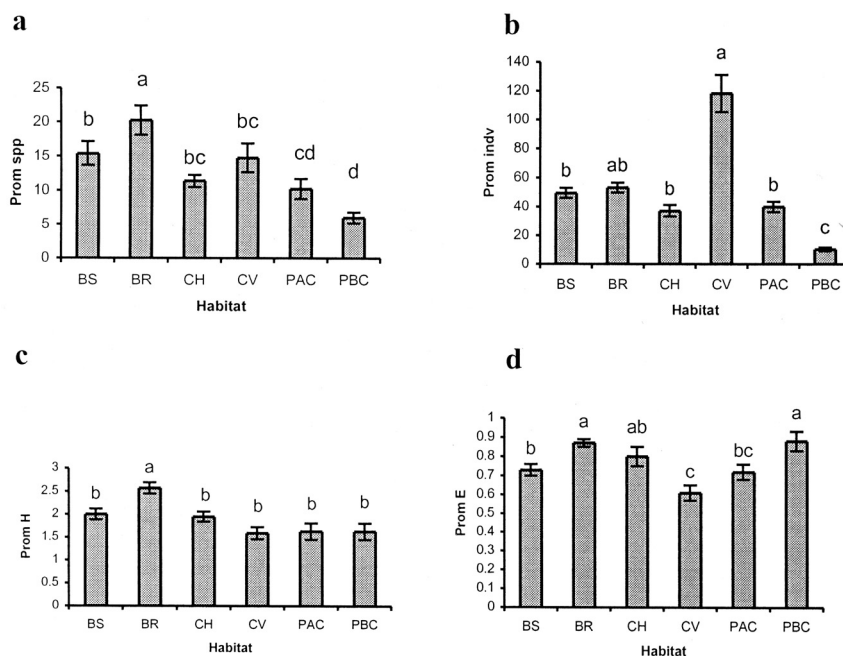 a
25
20
15
10
5
0
Prom spp
b
a
bc
bc
cd
d
BS BR CH CV PAC PBC
Habitat
b
140
120
100
80
60
40
20
0
Prom indv
b
ab
b
a
b
c
BS BR CH CV PAC PBC
Habitat
c
3
2.5
2
1.5
1
0.5
0
Prom H
b
a
b
b
b
b
BS BR CH CV PAC PBC
Habitat
d
1
0.9
0.8
0.7
0.6
0.5
0.4
0.3
0.2
0.1
0
Prom E
b
a
ab
c
bc
a
BS BR CH CV PAC PBC
Habitat